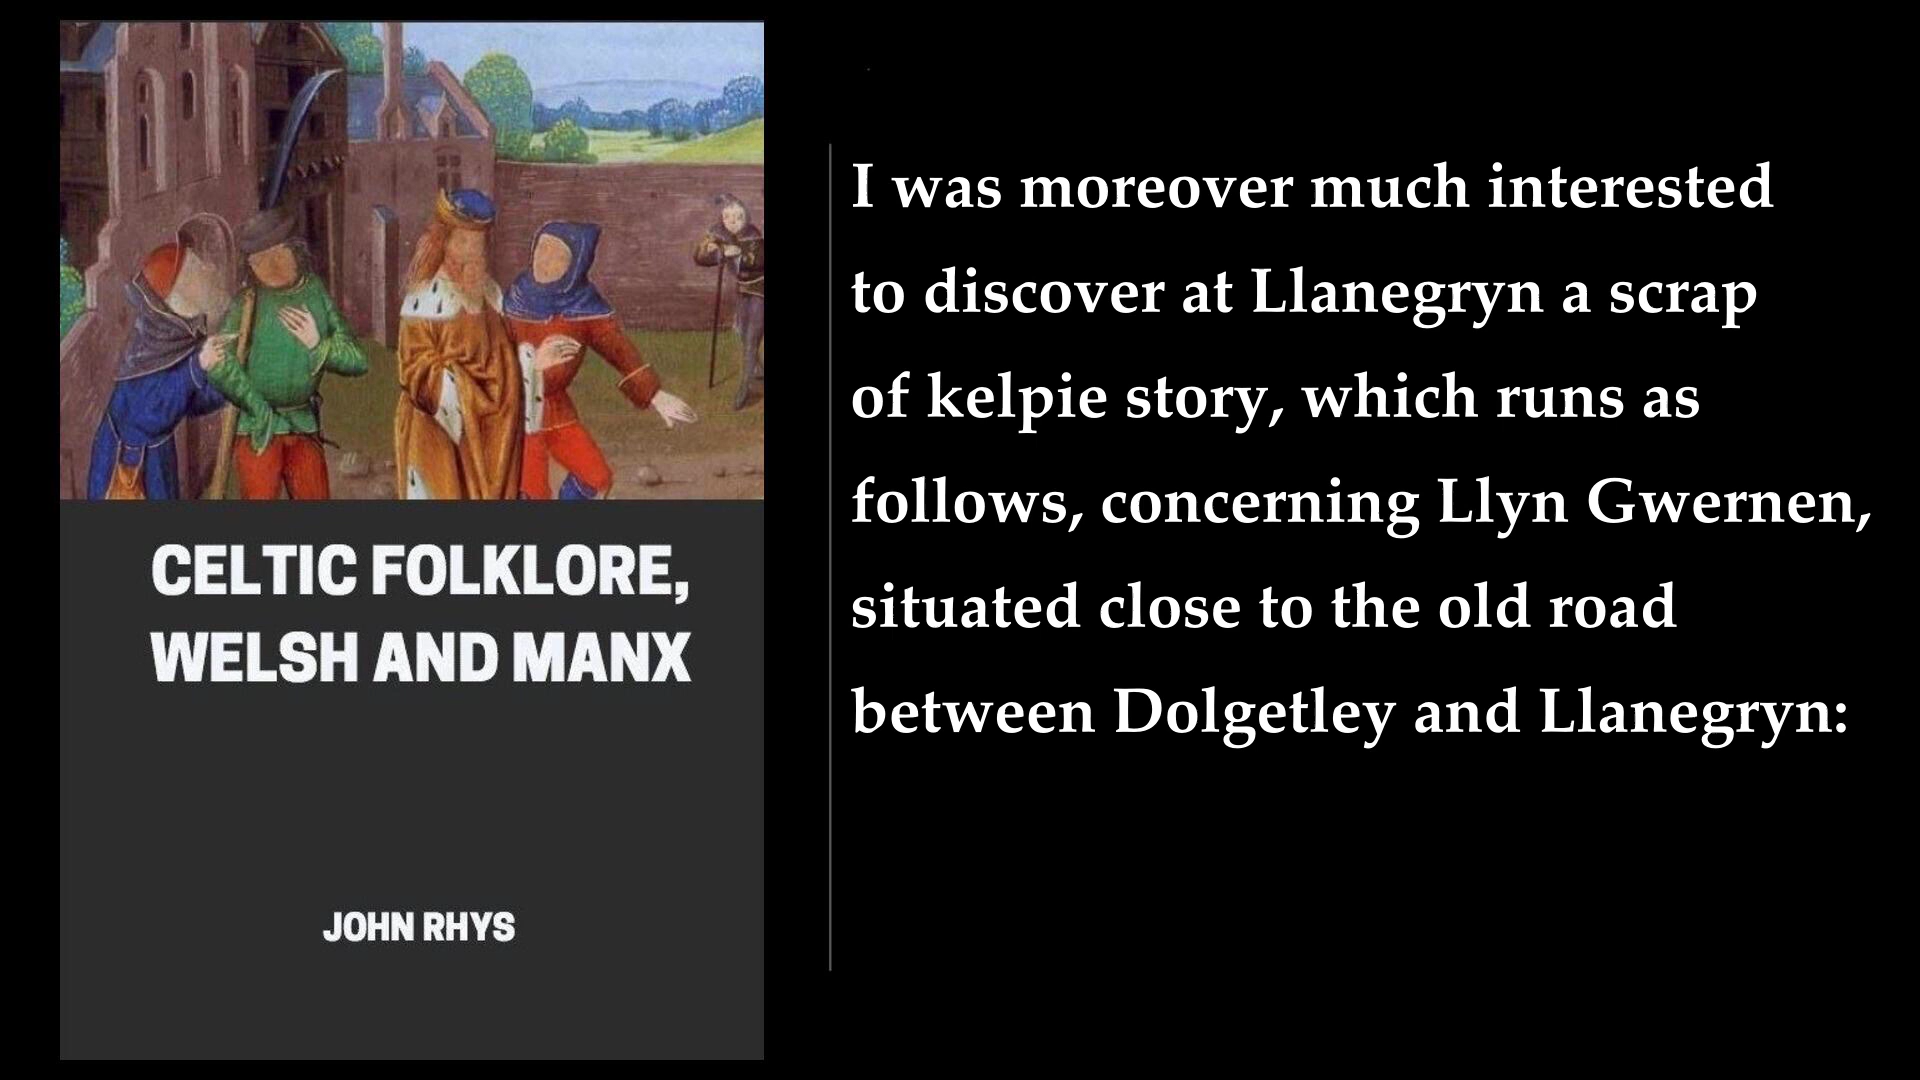 CELTIC FOLKLORE,
WELSH AND MANX
JOHN RHYS
I was moreover much interested
to discover at Llanegryn a scrap
of kelpie story, which runs as
follows, concerning Llyn Gwernen,
situated close to the old road
between Dolgetley and Llanegryn: